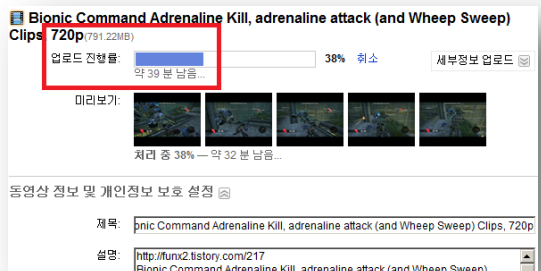 Bionic Command Adrenaline Kill, adrenaline attack (and Wheep Sweep)
Clips, 720p(791.22MB)
업로드 진행률: 38% 취소 세부정보 업로드
약 39 분 남음...
미리보기:
처리 중 38% — 약 32 분 남음...
동영상 정보 및 개인정보 보호 설정
제목: onic Command Adrenaline Kill, adrenaline attack (and Wheep Sweep) Clips, 720p
설명: http://funx2.tistory.com/217
Bionic Command Adrenaline Kill, adrenaline attack (and Wheep Sweep)